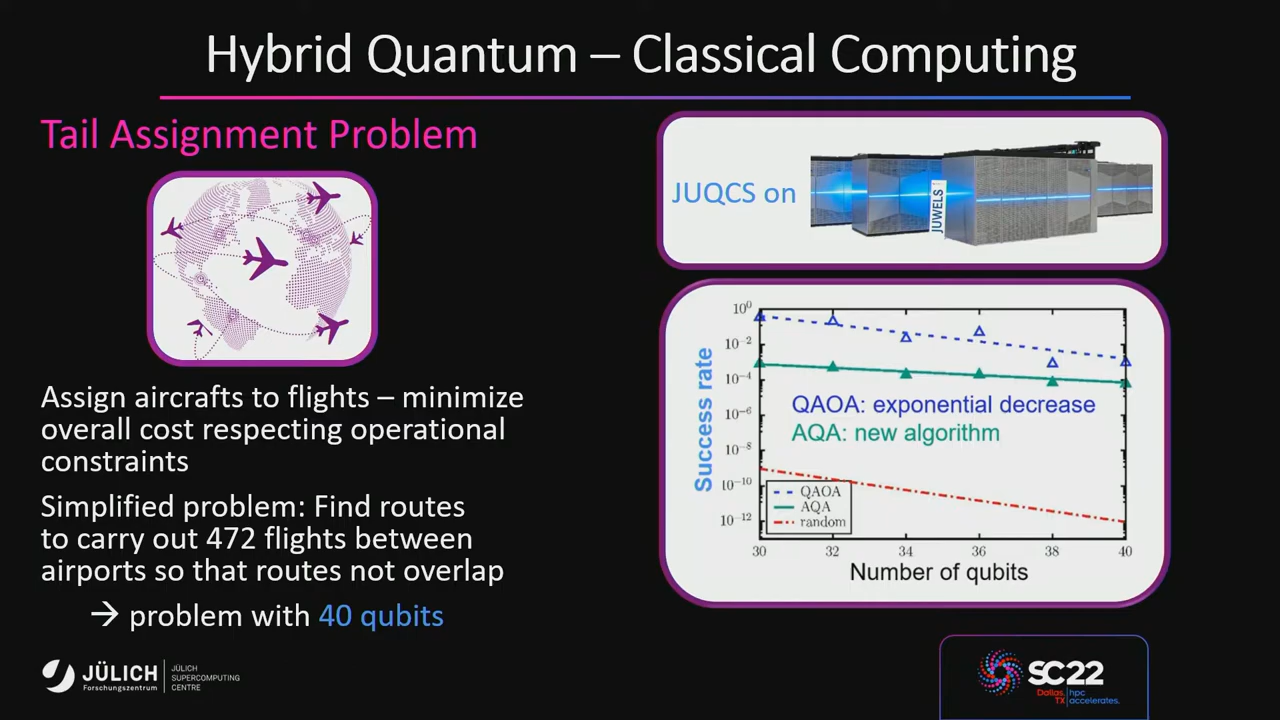 Hybrid Quantum – Classical Computing
Tail Assignment Problem
Assign aircrafts to flights – minimize
overall cost respecting operational
constraints
Simplified problem: Find routes
to carry out 472 flights between
airports so that routes not overlap
→ problem with 40 qubits
JUQCS on
JUWELS
Success rate
10⁰
10⁻²
10⁻⁴
10⁻⁶
10⁻⁸
10⁻¹⁰
10⁻¹²
QAOA: exponential decrease
AQA: new algorithm
QAOA
AQA
random
30 32 34 36 38 40
Number of qubits
JÜLICH
Forschungszentrum
JÜLICH
SUPERCOMPUTING
CENTRE
SC22
Dallas, hpc
TX accelerates.